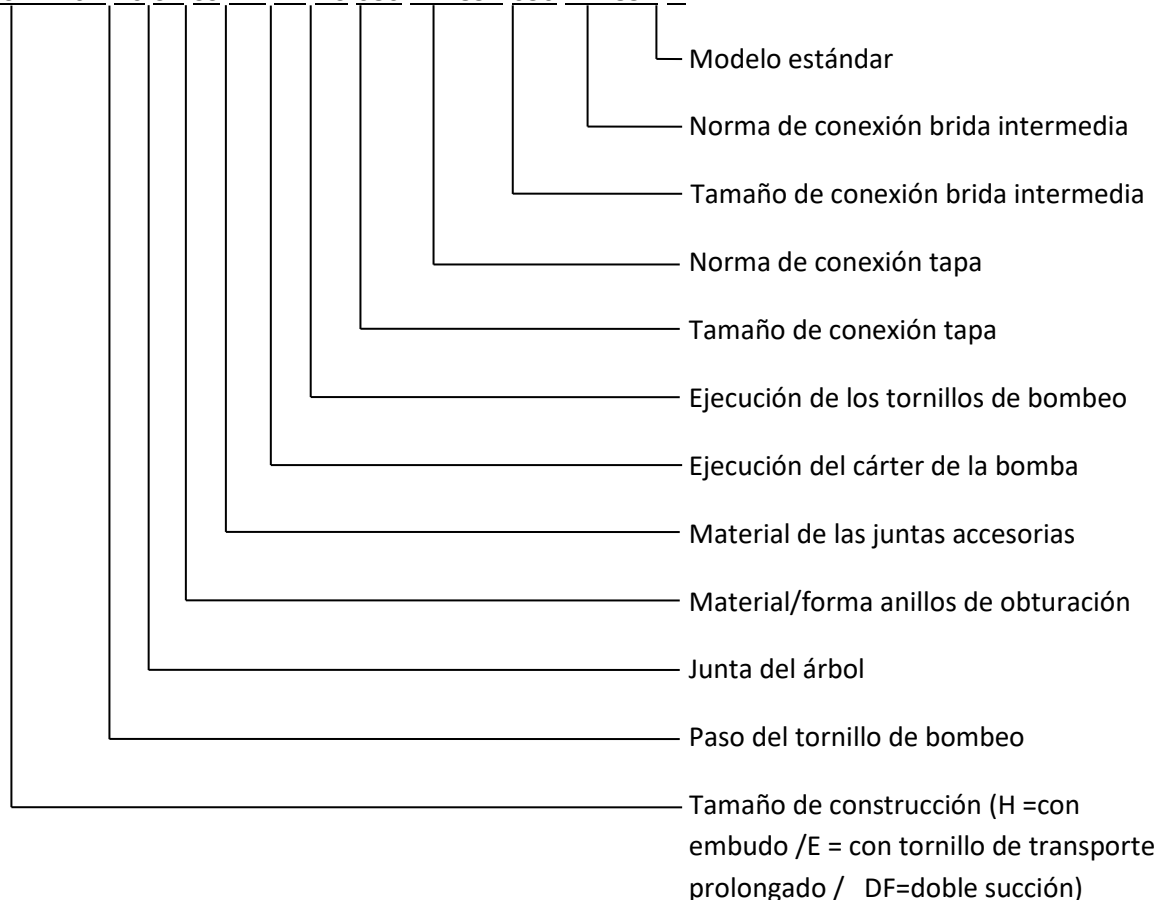 Modelo estándar
Norma de conexión brida intermedia
Tamaño de conexión brida intermedia
Norma de conexión tapa
Tamaño de conexión tapa
Ejecución de los tornillos de bombeo
Ejecución del cárter de la bomba
Material de las juntas accesorias
Material/forma anillos de obturación
Junta del árbol
Paso del tornillo de bombeo
Tamaño de construcción (H =con
embudo /E = con tornillo de transporte
prolongado / DF=doble succión)